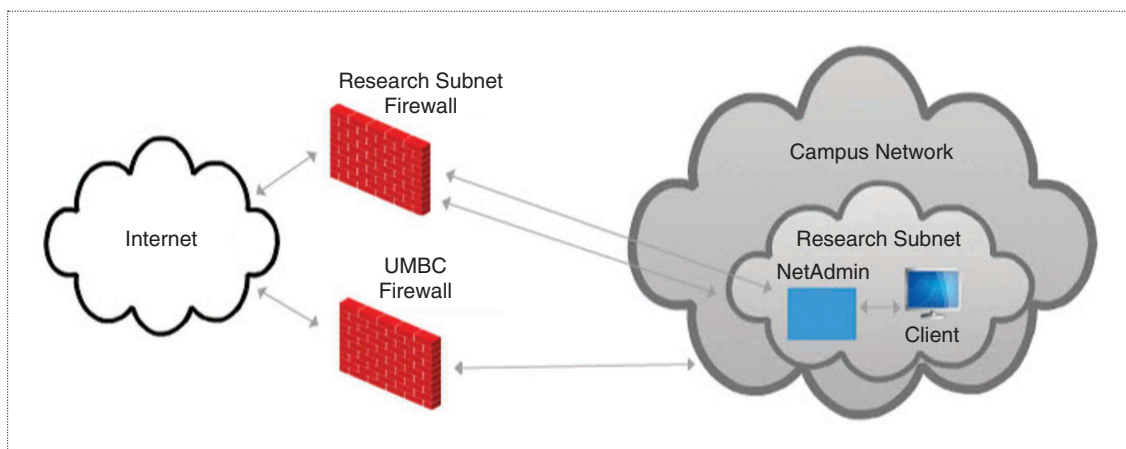 Research Subnet
Firewall
Campus Network
Internet
Research Subnet
NetAdmin
UMBC
Firewall
Client